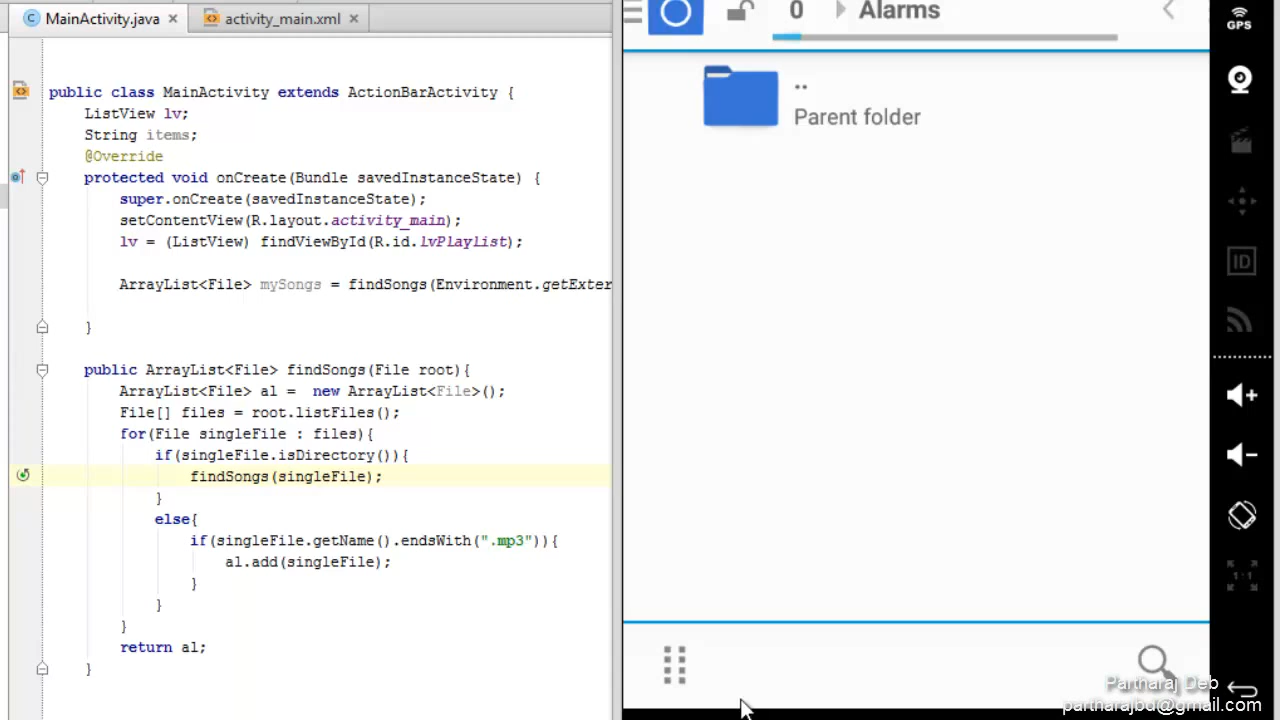 MainActivity.java
activity_main.xml
public class MainActivity extends ActionBarActivity {
ListView lv;
String items;
@Override
protected void onCreate(Bundle savedInstanceState) {
super.onCreate(savedInstanceState);
setContentView(R.layout.activity_main);
lv = (ListView) findViewById(R.id.lvPlaylist);
ArrayList<File> mySongs = findSongs(Environment.getExter
}
public ArrayList<File> findSongs(File root){
ArrayList<File> al =  new ArrayList<File>();
File[] files = root.listFiles();
for(File singleFile : files){
if(singleFile.isDirectory()){
findSongs(singleFile);
}
else{
if(singleFile.getName().endsWith(".mp3")){
al.add(singleFile);
}
}
}
return al;
}
0
Alarms
..
Parent folder
GPS
ID
1:1
Partharaj Deb
partharajbd@gmail.com